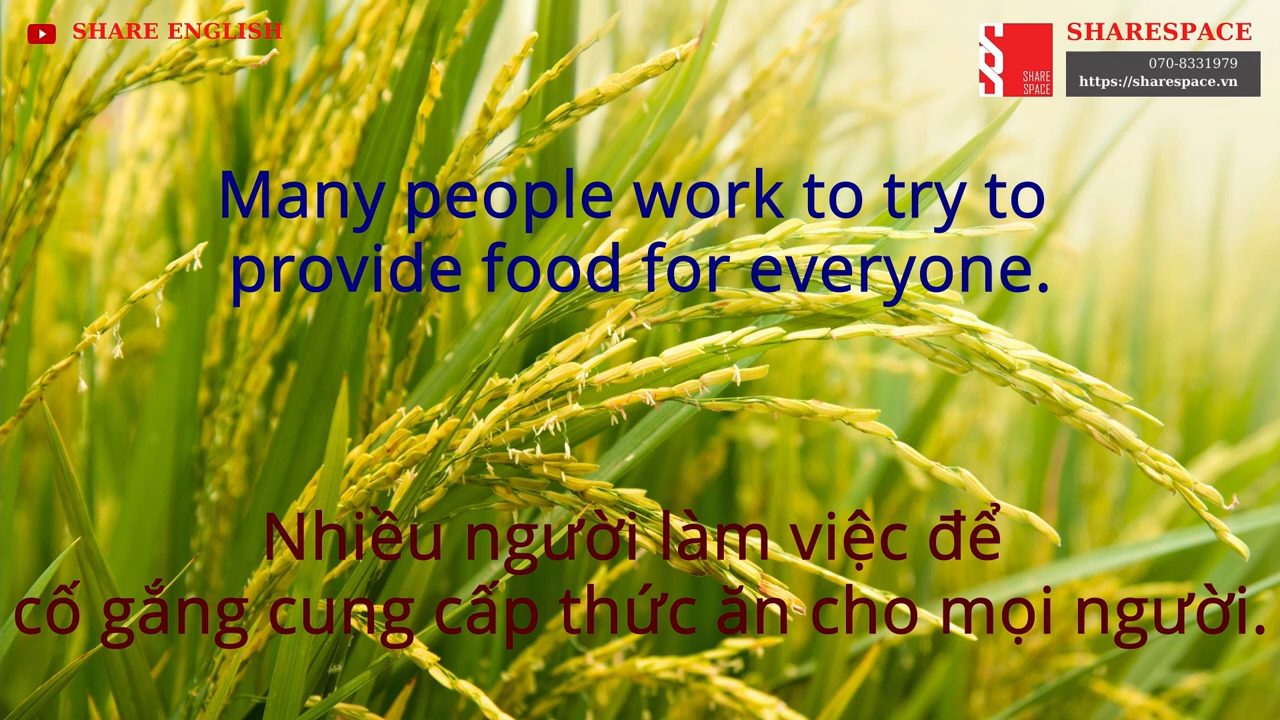 SHARE ENGLISH
SHARESPACE
070-8331979
https://sharespace.vn
SHARE
SPACE
Many people work to try to
provide food for everyone.
Nhiều người làm việc để
cố gắng cung cấp thức ăn cho mọi người.